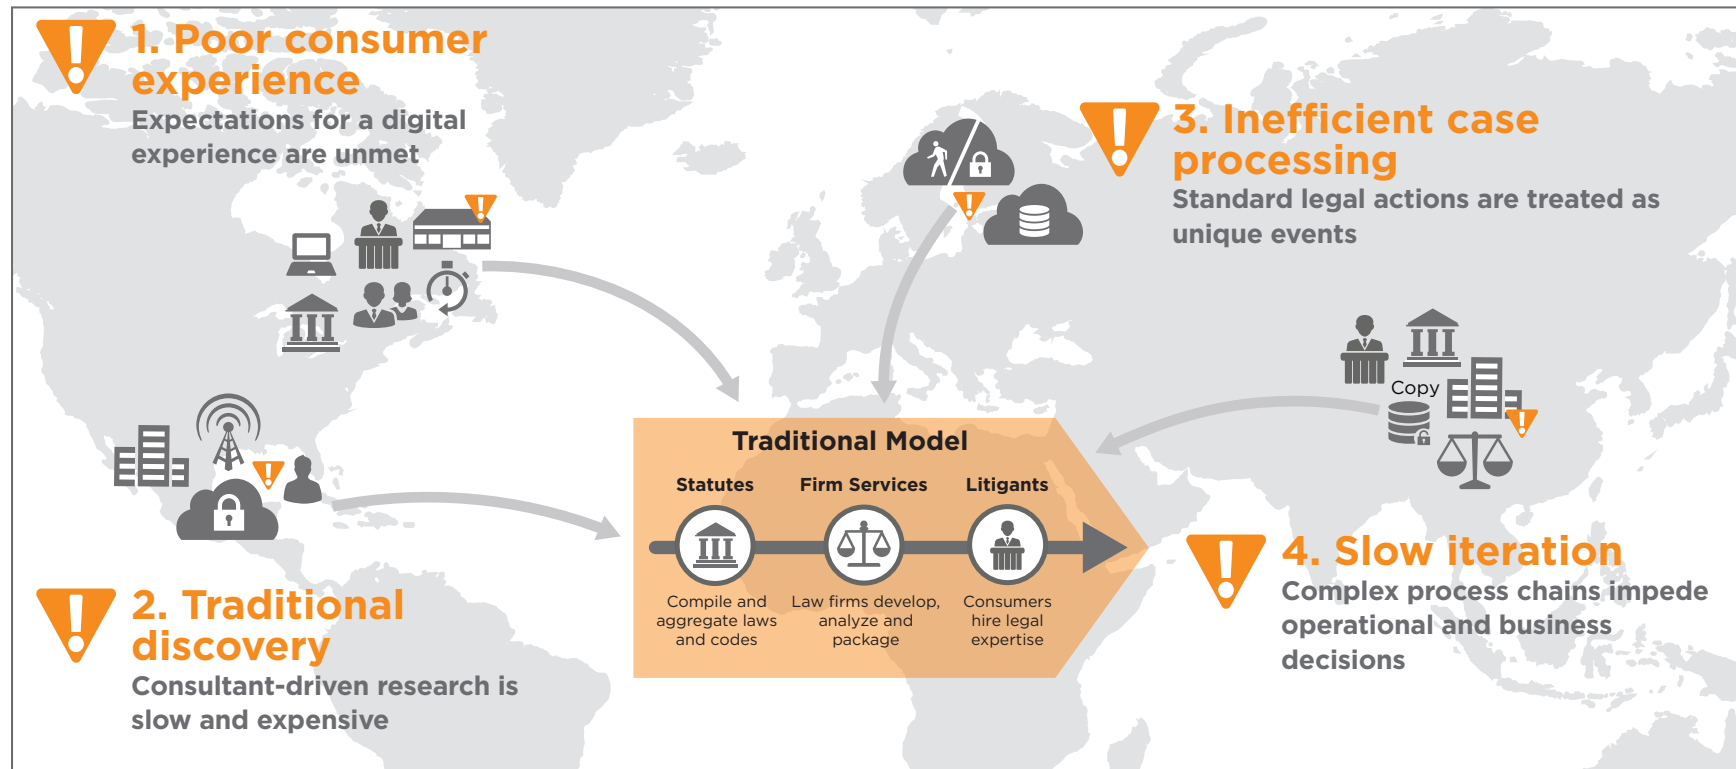 1. Poor consumer
experience
Expectations for a digital
experience are unmet
2. Traditional
discovery
Consultant-driven research is
slow and expensive
3. Inefficient case
processing
Standard legal actions are treated as
unique events
Copy
4. Slow iteration
Complex process chains impede
operational and business
decisions
Traditional Model
Statutes
Compile and
aggregate laws
and codes
Firm Services
Law firms develop,
analyze and
package
Litigants
Consumers
hire legal
expertise